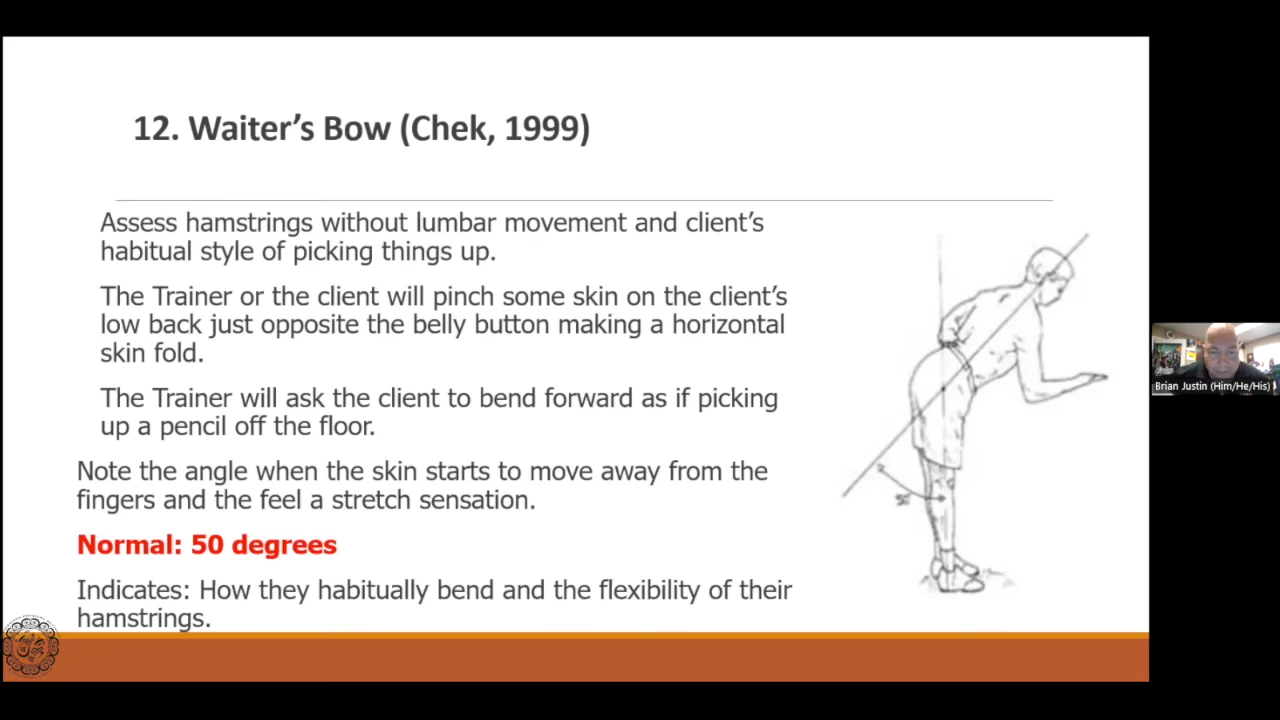 12. Waiter's Bow (Chek, 1999)
Assess hamstrings without lumbar movement and client's
habitual style of picking things up.
The Trainer or the client will pinch some skin on the client's
low back just opposite the belly button making a horizontal
skin fold.
The Trainer will ask the client to bend forward as if picking
up a pencil off the floor.
Note the angle when the skin starts to move away from the
fingers and the feel a stretch sensation.
Normal: 50 degrees
Indicates: How they habitually bend and the flexibility of their
hamstrings.
Brian Justin (Him/He/His)